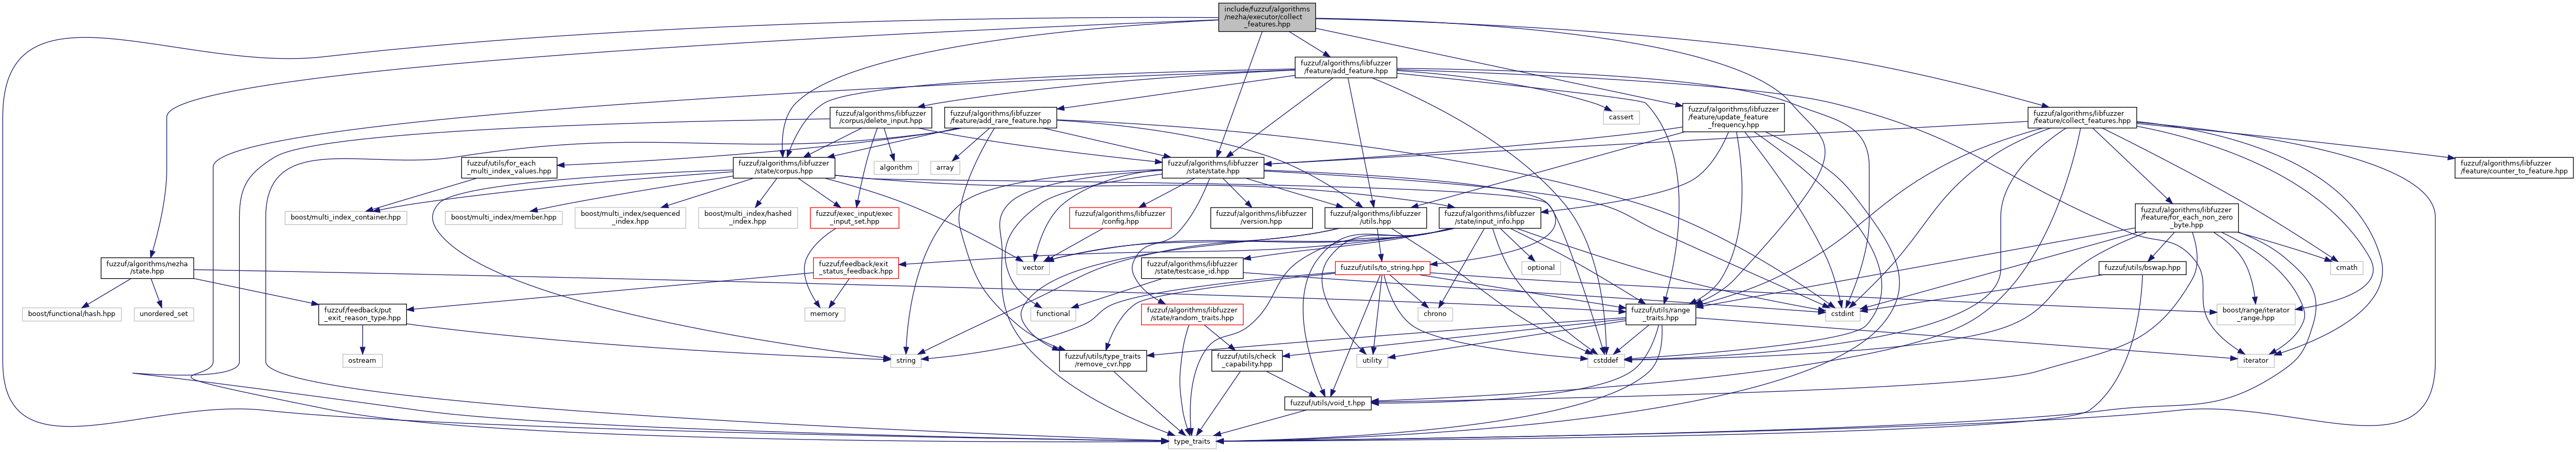 include/fuzzuf/algorithms
/nezha/executor/collect
_features.hpp
fuzzuf/algorithms/libfuzzer
/feature/add_feature.hpp
fuzzuf/algorithms/libfuzzer
/corpus/delete_input.hpp
fuzzuf/algorithms/libfuzzer
/feature/add_rare_feature.hpp
cassert
fuzzuf/algorithms/libfuzzer
/feature/update_feature
_frequency.hpp
fuzzuf/algorithms/libfuzzer
/feature/collect_features.hpp
fuzzuf/utils/for_each
_multi_index_values.hpp
fuzzuf/algorithms/libfuzzer
/state/corpus.hpp
algorithm
array
fuzzuf/algorithms/libfuzzer
/state/state.hpp
fuzzuf/algorithms/libfuzzer
/feature/counter_to_feature.hpp
boost/multi_index_container.hpp
boost/multi_index/member.hpp
boost/multi_index/sequenced
_index.hpp
boost/multi_index/hashed
_index.hpp
fuzzuf/exec_input/exec
_input_set.hpp
fuzzuf/algorithms/libfuzzer
/config.hpp
fuzzuf/algorithms/libfuzzer
/version.hpp
fuzzuf/algorithms/libfuzzer
/utils.hpp
fuzzuf/algorithms/libfuzzer
/state/input_info.hpp
fuzzuf/algorithms/libfuzzer
/feature/for_each_non_zero
_byte.hpp
fuzzuf/algorithms/nezha
/state.hpp
fuzzuf/feedback/exit
_status_feedback.hpp
vector
fuzzuf/algorithms/libfuzzer
/state/testcase_id.hpp
fuzzuf/utils/to_string.hpp
optional
fuzzuf/utils/bswap.hpp
cmath
boost/functional/hash.hpp
unordered_set
fuzzuf/feedback/put
_exit_reason_type.hpp
memory
functional
fuzzuf/algorithms/libfuzzer
/state/random_traits.hpp
chrono
fuzzuf/utils/range
_traits.hpp
cstdint
boost/range/iterator
_range.hpp
ostream
string
fuzzuf/utils/type_traits
/remove_cvr.hpp
fuzzuf/utils/check
_capability.hpp
utility
cstddef
iterator
fuzzuf/utils/void_t.hpp
type_traits